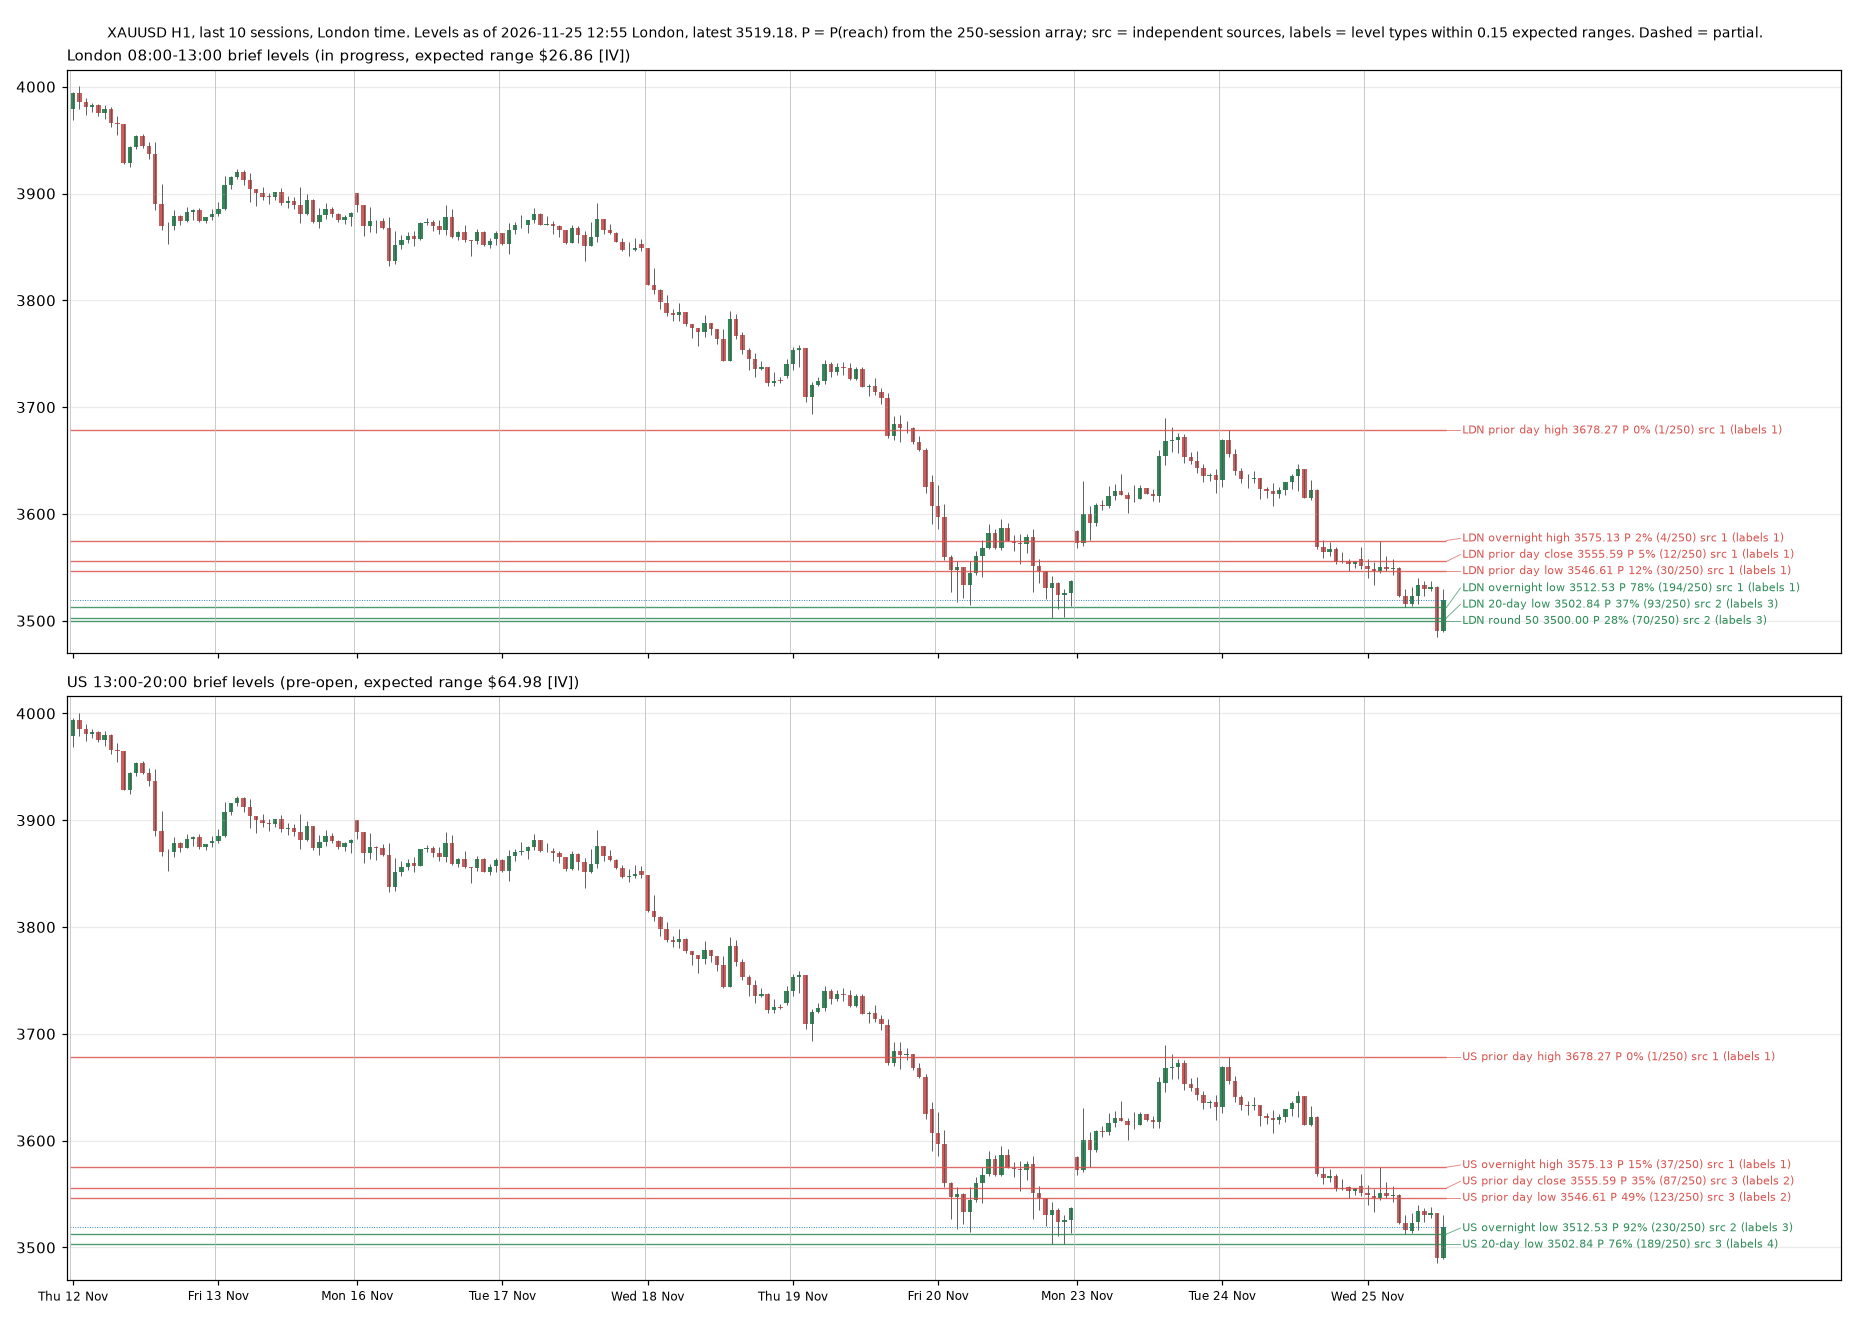 XAUUSD H1, last 10 sessions, London time. Levels as of 2026-11-25 12:55 London, latest 3519.18. P = P(reach) from the 250-session array; src = independent sources, labels = level types within 0.15 expected ranges. Dashed = partial.
London 08:00-13:00 brief levels (in progress, expected range $26.86 [IV])
4000
3900
3800
3700
3600
3500
LDN prior day high 3678.27 P 0% (1/250) src 1 (labels 1)
LDN overnight high 3575.13 P 2% (4/250) src 1 (labels 1)
LDN prior day close 3555.59 P 5% (12/250) src 1 (labels 1)
LDN prior day low 3546.61 P 12% (30/250) src 1 (labels 1)
LDN overnight low 3512.53 P 78% (194/250) src 1 (labels 1)
LDN 20-day low 3502.84 P 37% (93/250) src 2 (labels 3)
LDN round 50 3500.00 P 28% (70/250) src 2 (labels 3)
US 13:00-20:00 brief levels (pre-open, expected range $64.98 [IV])
4000
3900
3800
3700
3600
3500
US prior day high 3678.27 P 0% (1/250) src 1 (labels 1)
US overnight high 3575.13 P 15% (37/250) src 1 (labels 1)
US prior day close 3555.59 P 35% (87/250) src 3 (labels 2)
US prior day low 3546.61 P 49% (123/250) src 3 (labels 2)
US overnight low 3512.53 P 92% (230/250) src 2 (labels 3)
US 20-day low 3502.84 P 76% (189/250) src 3 (labels 4)
Thu 12 Nov
Fri 13 Nov
Mon 16 Nov
Tue 17 Nov
Wed 18 Nov
Thu 19 Nov
Fri 20 Nov
Mon 23 Nov
Tue 24 Nov
Wed 25 Nov